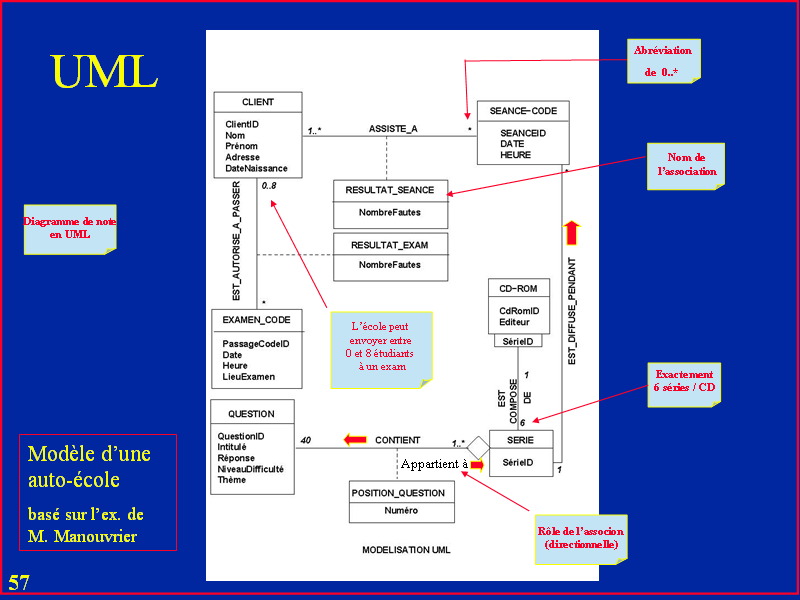 UML
Abréviation
de 0..*
CLIENT
ClientID
Nom
Prénom
Adresse
DateNaissance
1..*
ASSISTE_A
*
SEANCE-CODE
SEANCEID
DATE
HEURE
*
Nom de
l'association
0..8
RESULTAT_SEANCE
NombreFautes
Diagramme de note
en UML
EST_AUTORISE_A_PASSER
RESULTAT_EXAM
NombreFautes
EST_DIFFUSE_PENDANT
*
CD-ROM
CdRomID
Editeur
SérieID
EXAMEN_CODE
PassageCodeID
Date
Heure
LieuExamen
L'école peut
envoyer entre
0 et 8 étudiants
à un exam
1
EST
COMPOSE
DE
6
Exactement
6 séries / CD
QUESTION
QuestionID
Intitulé
Réponse
NiveauDifficulté
Thème
40
CONTIENT
1..*
Appartient à
SERIE
SérieID
1
Modèle d'une
auto-école
basé sur l'ex. de
M. Manouvrier
POSITION_QUESTION
Numéro
Rôle de l'associon
(directionnelle)
MODELISATION UML
57